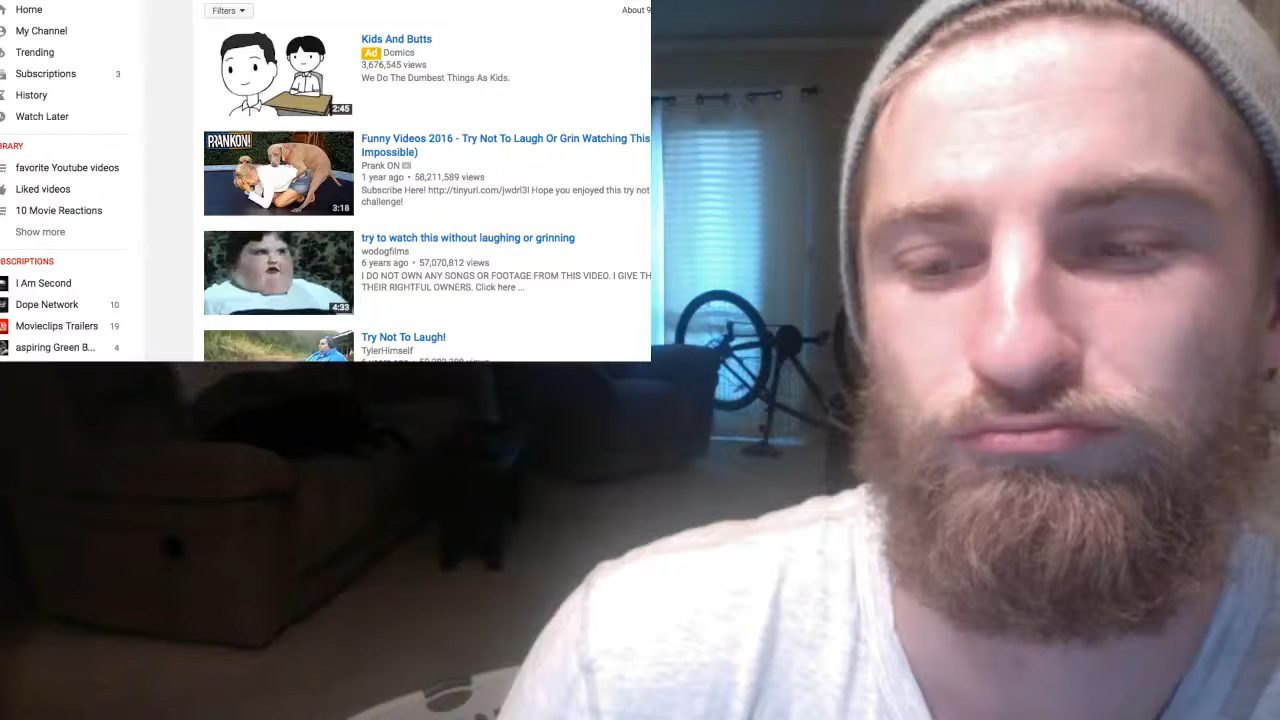 Home
My Channel
Trending
Subscriptions 3
History
Watch Later
BRARY
favorite Youtube videos
Liked videos
10 Movie Reactions
Show more
BSCRIPTIONS
I Am Second
Dope Network 10
Movieclips Trailers 19
aspiring Green B... 4
Filters
About 9
2:45
Kids And Butts
Ad Domics
3,676,545 views
We Do The Dumbest Things As Kids.
PRANKON!
3:18
Funny Videos 2016 - Try Not To Laugh Or Grin Watching This
Impossible)
Prank ON
1 year ago • 58,211,589 views
Subscribe Here! http://tinyurl.com/jwdrl3l Hope you enjoyed this try not
challenge!
4:33
try to watch this without laughing or grinning
wodogfilms
6 years ago • 57,070,812 views
I DO NOT OWN ANY SONGS OR FOOTAGE FROM THIS VIDEO. I GIVE TH
THEIR RIGHTFUL OWNERS. Click here ...
Try Not To Laugh!
TylerHimself